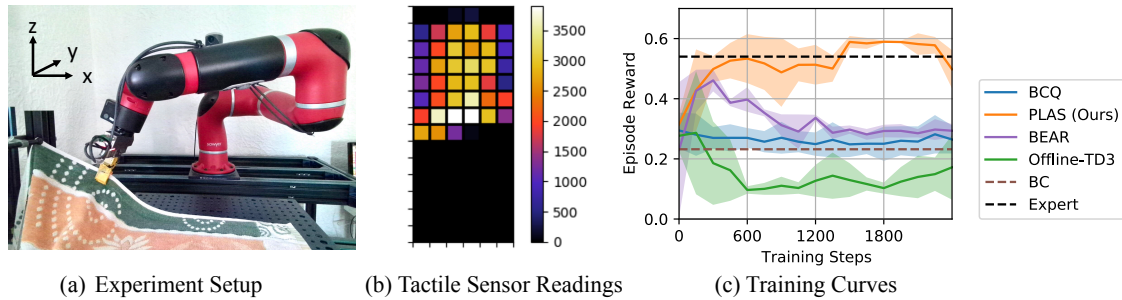 z
y
x
SAWYER
3500
3000
2500
2000
1500
1000
500
0
Episode Reward
0.6
0.4
0.2
0.0
0
600
1200
1800
Training Steps
BCQ
PLAS (Ours)
BEAR
Offline-TD3
BC
Expert
(a) Experiment Setup
(b) Tactile Sensor Readings
(c) Training Curves